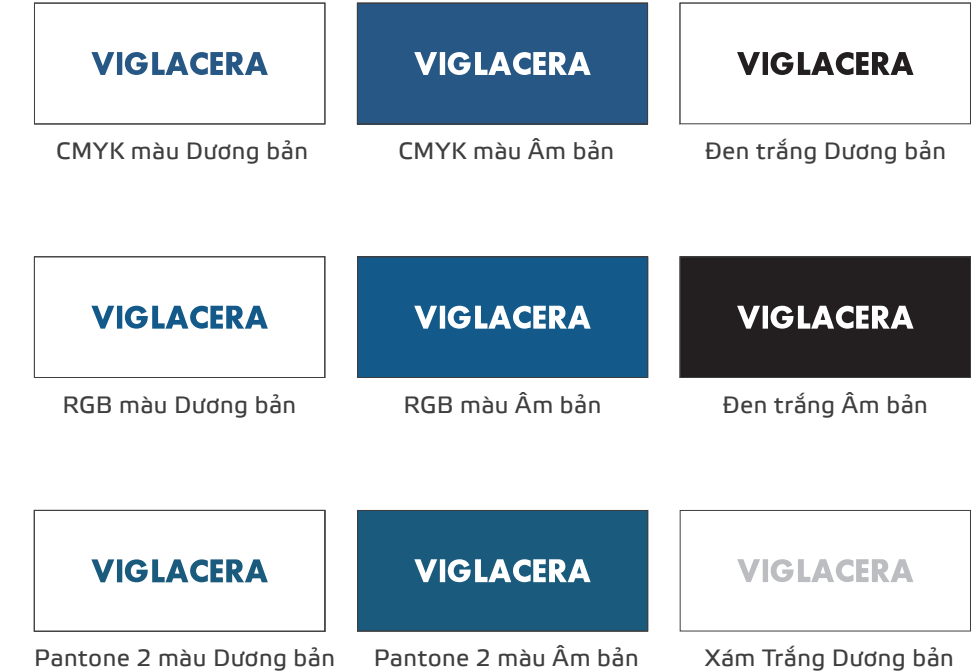 VIGLACERA
VIGLACERA
VIGLACERA
CMYK màu Dương bản
CMYK màu Âm bản
Đen trắng Dương bản
VIGLACERA
VIGLACERA
VIGLACERA
RGB màu Dương bản
RGB màu Âm bản
Đen trắng Âm bản
VIGLACERA
VIGLACERA
VIGLACERA
Pantone 2 màu Dương bản
Pantone 2 màu Âm bản
Xám Trắng Dương bản